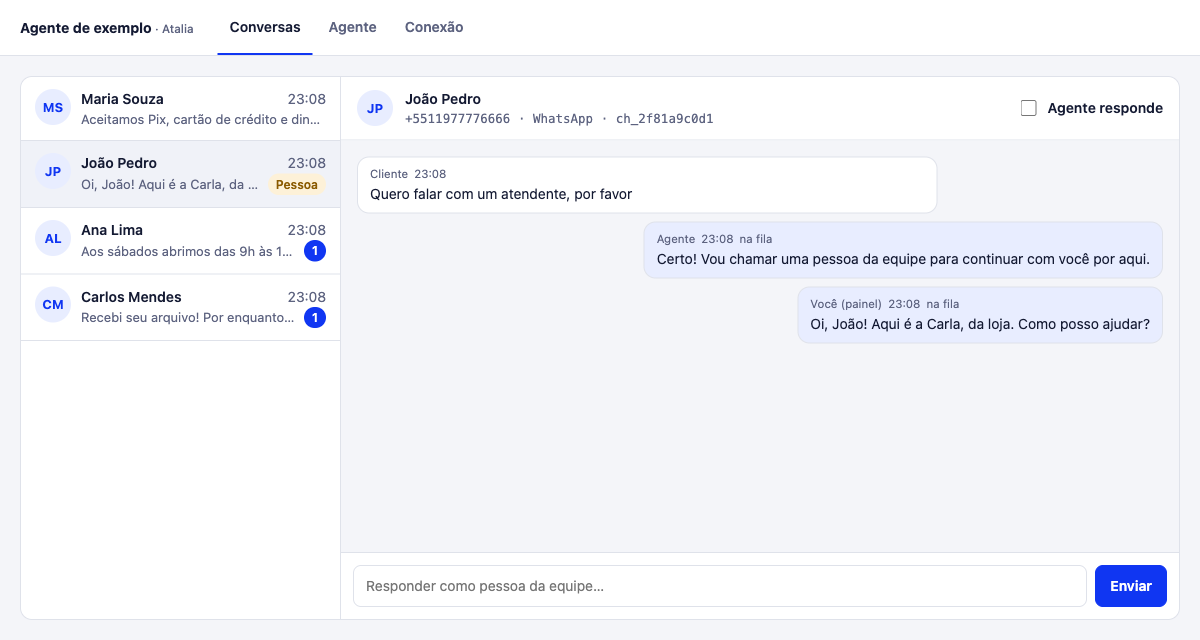 Agente de exemplo · Atalia
Conversas
Agente
Conexão
MS
Maria Souza
23:08
Aceitamos Pix, cartão de crédito e din...
JP
João Pedro
23:08
Oi, João! Aqui é a Carla, da ...
Pessoa
AL
Ana Lima
23:08
Aos sábados abrimos das 9h às 1...
1
CM
Carlos Mendes
23:08
Recebi seu arquivo! Por enquanto...
1
JP
João Pedro
+5511977776666 · WhatsApp · ch_2f81a9c0d1
Agente responde
Cliente 23:08
Quero falar com um atendente, por favor
Agente 23:08 na fila
Certo! Vou chamar uma pessoa da equipe para continuar com você por aqui.
Você (painel) 23:08 na fila
Oi, João! Aqui é a Carla, da loja. Como posso ajudar?
Responder como pessoa da equipe...
Enviar